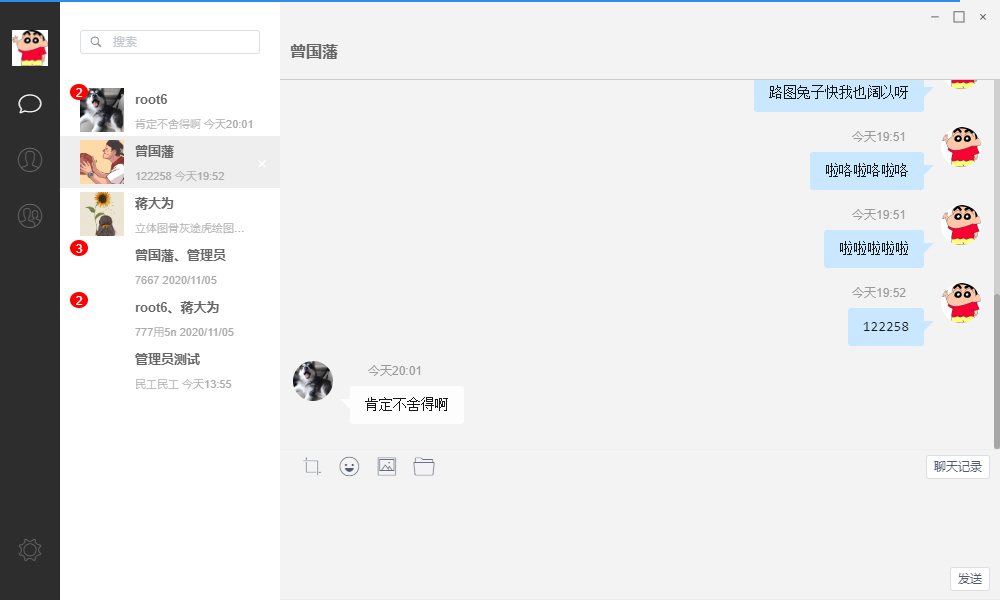 搜索
2
root6
肯定不舍得啊 今天20:01
曾国藩
122258 今天19:52
蒋大为
立体图骨灰途虎绘图...
3
曾国藩、管理员
7667 2020/11/05
2
root6、蒋大为
777用5n 2020/11/05
管理员测试
民工民工 今天13:55
曾国藩
路图兔子快我也阔以呀
今天19:51
啦咯啦咯啦咯
今天19:51
啦啦啦啦啦
今天19:52
122258
今天20:01
肯定不舍得啊
聊天记录
发送